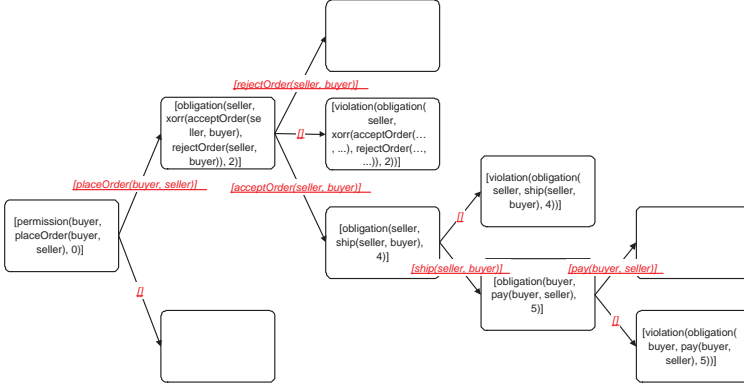 [rejectOrder(seller, buyer)]
[obligation(seller,
xorr(acceptOrder(se
ller, buyer),
rejectOrder(seller,
buyer)), 2)]
[]
[violation(obligation(
seller,
xorr(acceptOrder(…
, ...), rejectOrder(…,
...)), 2))]
[placeOrder(buyer, seller)]
[acceptOrder(seller, buyer)]
[violation(obligation(
seller, ship(seller,
buyer), 4))]
[permission(buyer,
placeOrder(buyer,
seller), 0)]
[obligation(seller,
ship(seller, buyer),
4)]
[]
[ship(seller, buyer)]
[pay(buyer, seller)]
[obligation(buyer,
pay(buyer, seller),
5)]
[]
[]
[violation(obligation(
buyer, pay(buyer,
seller), 5))]